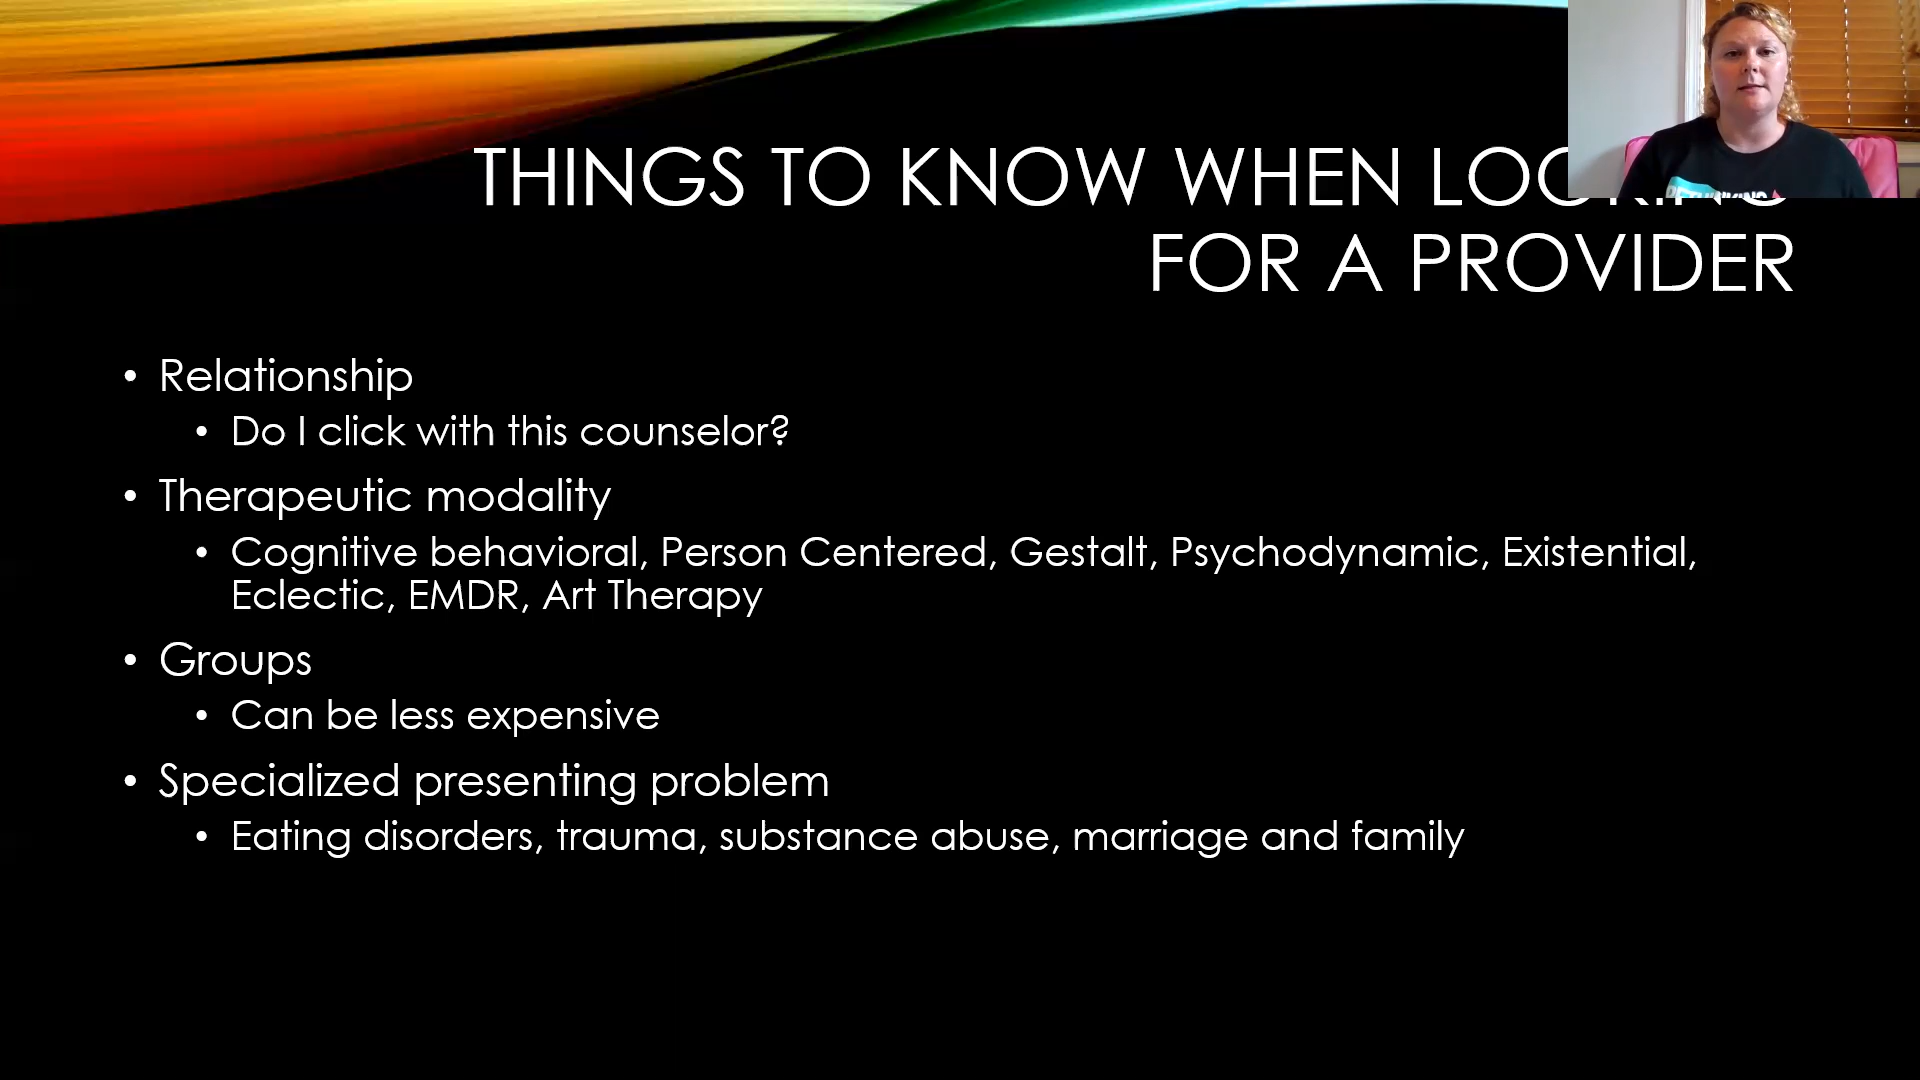 THINGS TO KNOW WHEN
FOR A PROVIDER
• Relationship
• Do I click with this counselor?
• Therapeutic modality
• Cognitive behavioral, Person Centered, Gestalt, Psychodynamic, Existential,
Eclectic, EMDR, Art Therapy
• Groups
• Can be less expensive
• Specialized presenting problem
• Eating disorders, trauma, substance abuse, marriage and family